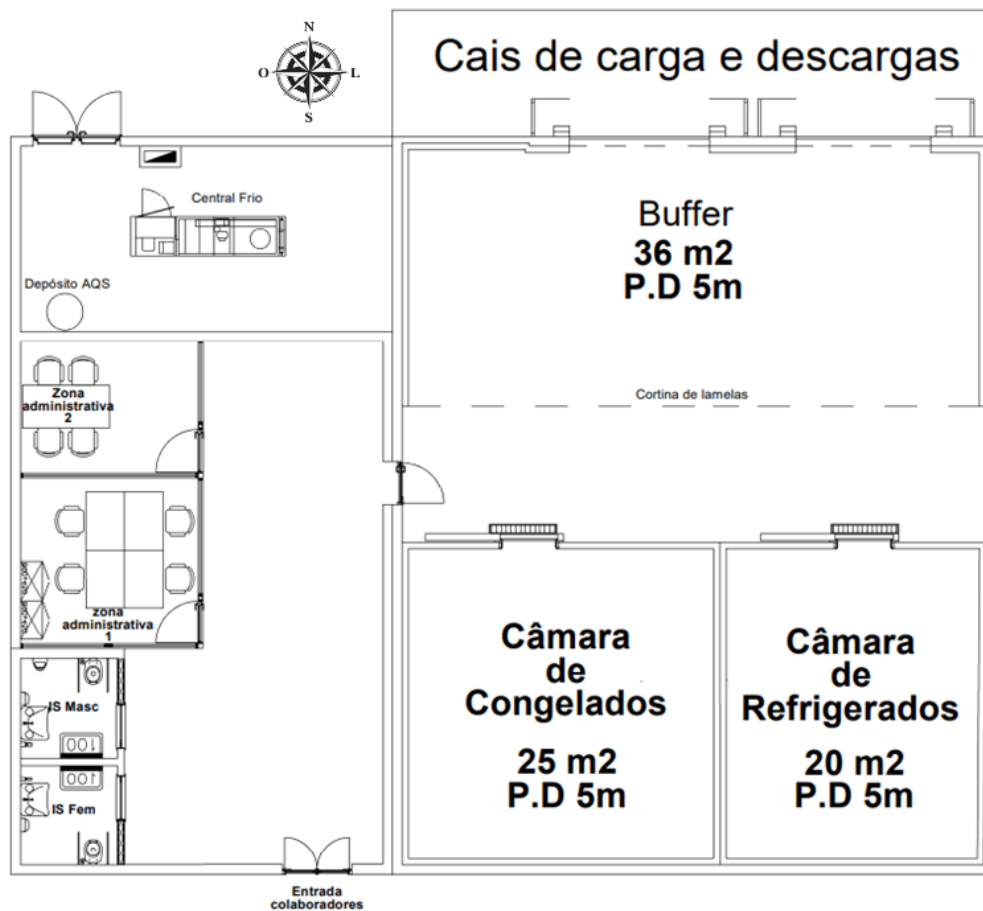 Cais de carga e descargas
N
O
L
S
Central Frio
Depósito AQS
Buffer
36 m2
P.D 5m
Cortina de lamelas
Zona
administrativa
2
zona
administrativa
1
IS Masc
IS Fem
Câmara
de
Congelados
25 m2
P.D 5m
Câmara
de
Refrigerados
20 m2
P.D 5m
Entrada
colaboradores